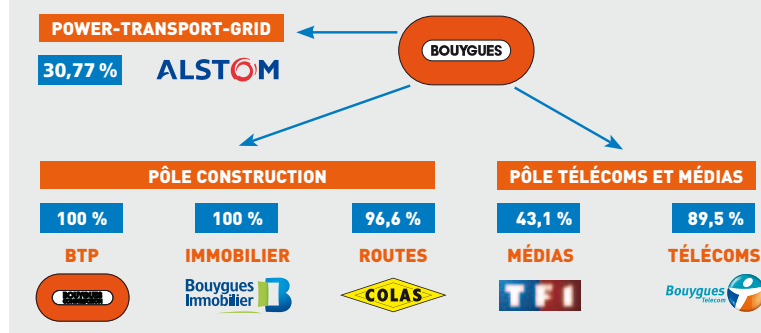 POWER-TRANSPORT-GRID
BOUYGUES
30,77 %
ALSTOM
PÔLE CONSTRUCTION
PÔLE TÉLÉCOMS ET MÉDIAS
100 %
100 %
96,6 %
43,1 %
89,5 %
BTP
IMMOBILIER
ROUTES
MÉDIAS
TÉLÉCOMS
Bouygues
Immobilier
COLAS
TF1
Bouygues
Telecom